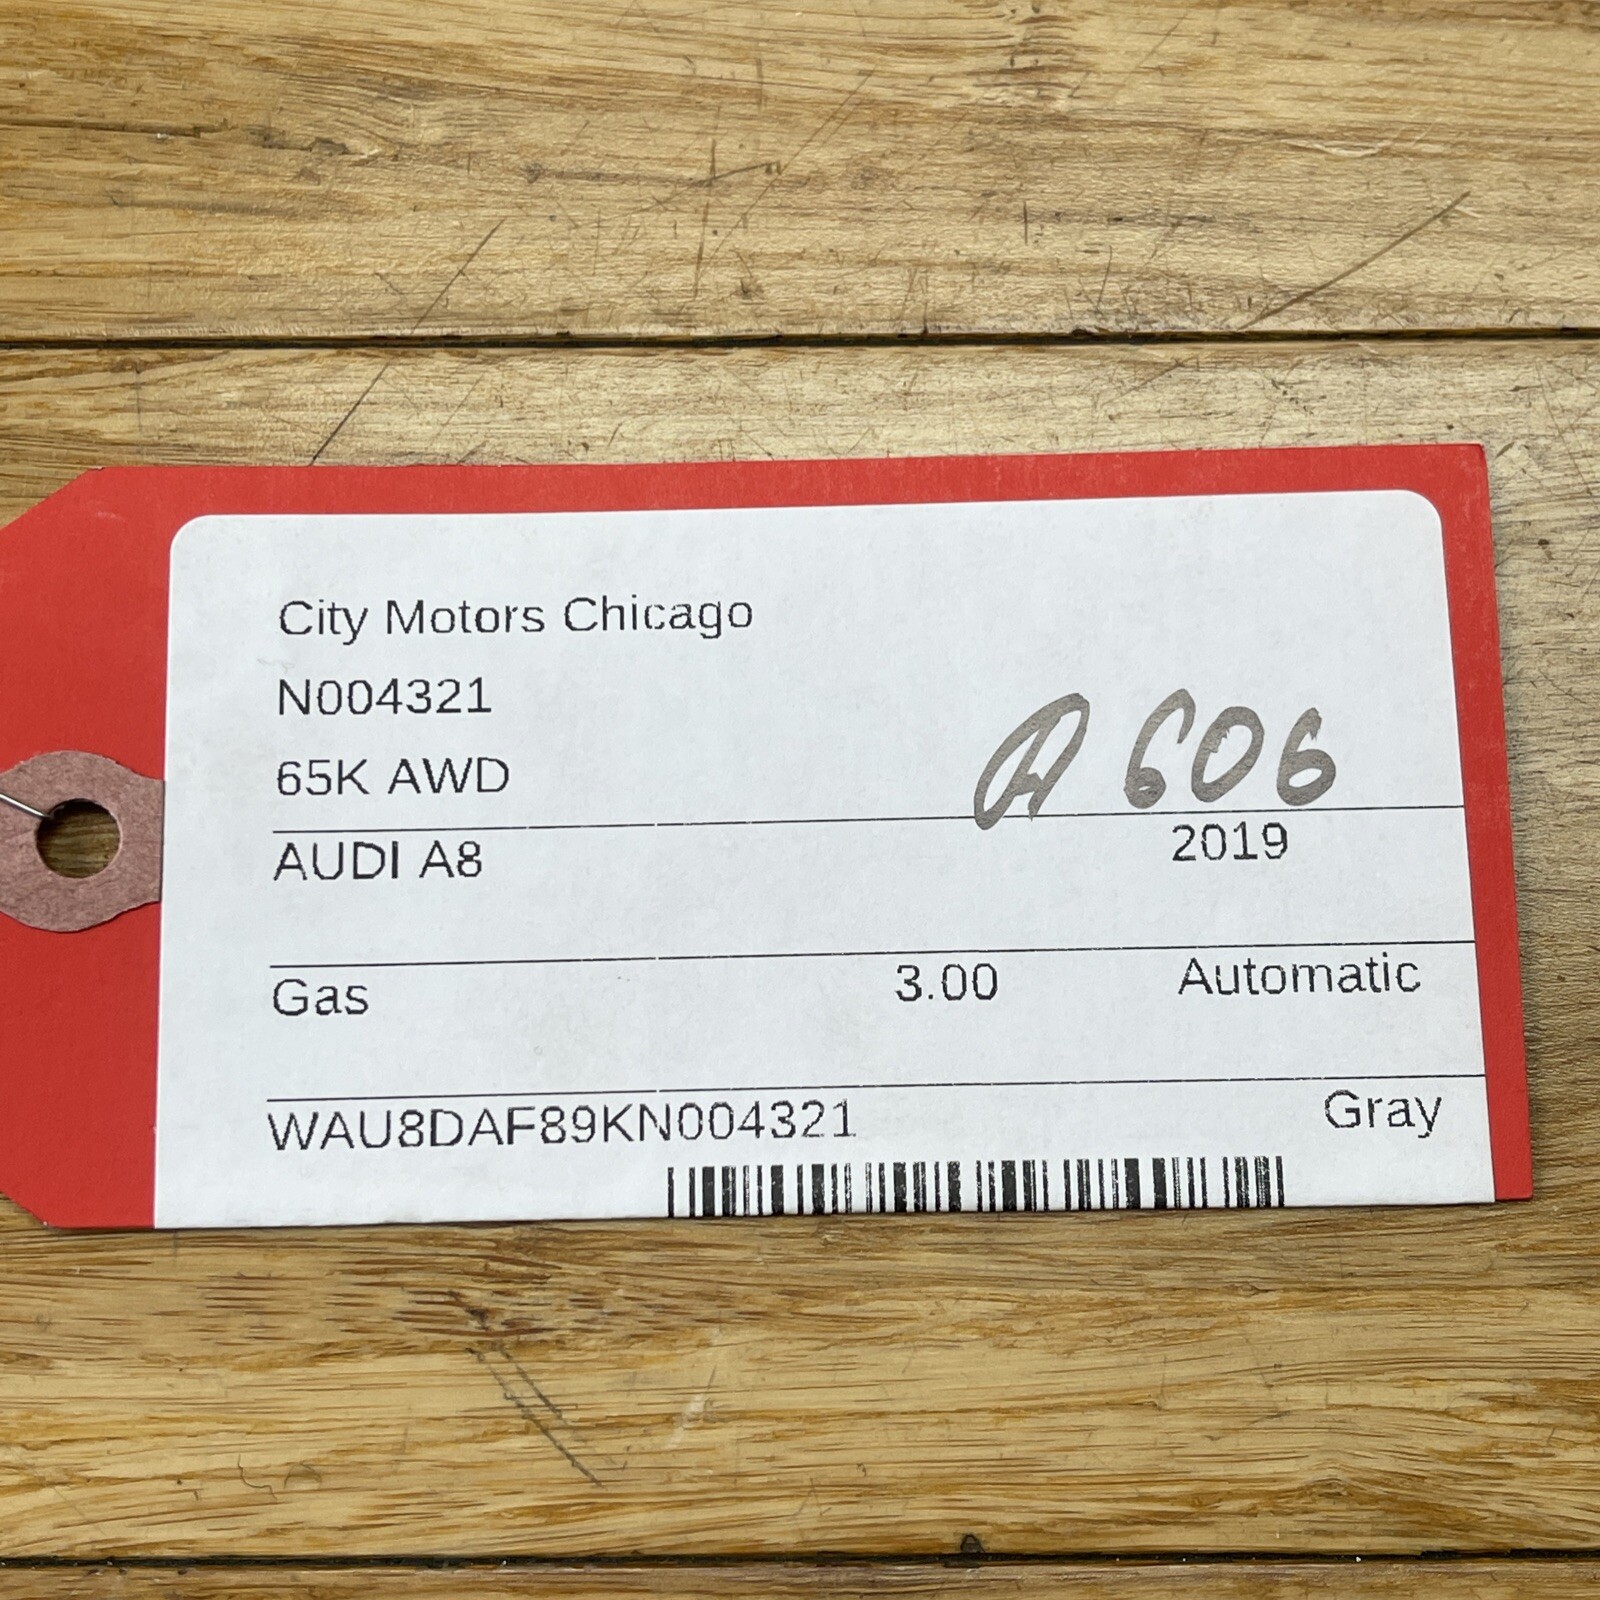 City Motors Chicago
N004321
65K AWD
A 606
AUDI A8 2019
Gas 3.00 Automatic
WAU8DAF89KN004321 Gray